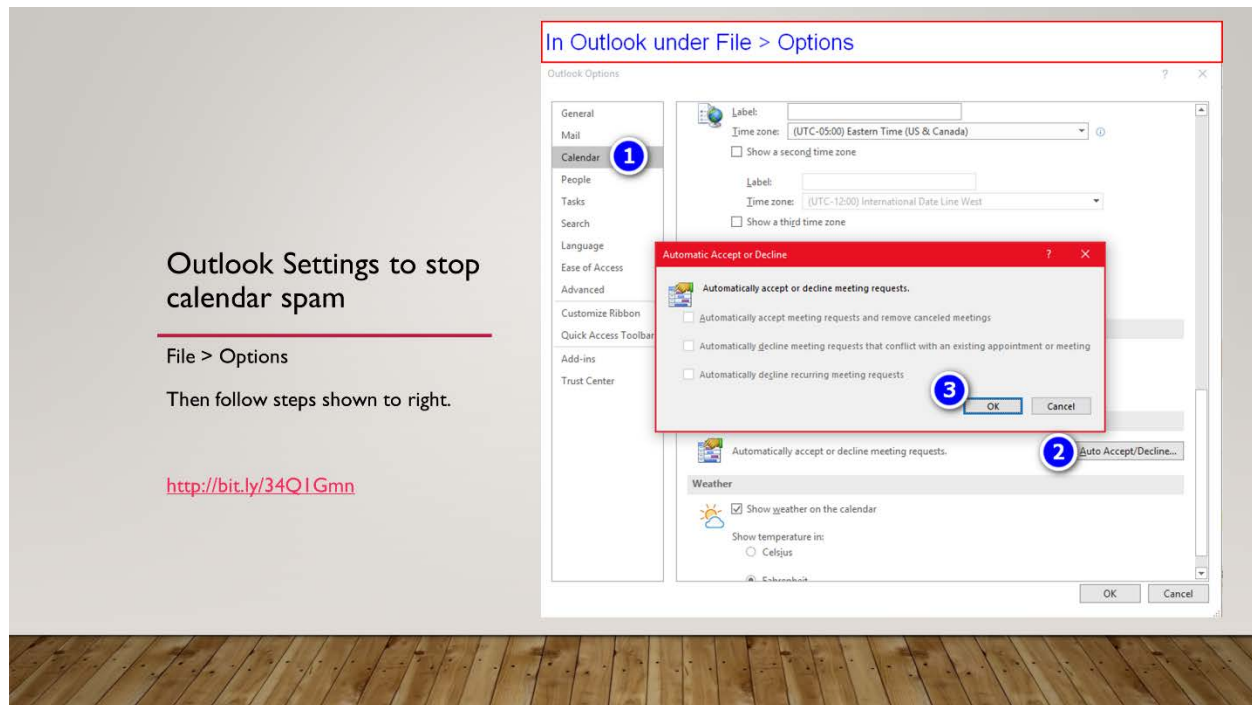 In Outlook under File > Options
Outlook Settings to stop
calendar spam
File > Options
Then follow steps shown to right.
http://bit.ly/34Q1Gmn
Outlook Options
?
General
Mail
Calendar
1
People
Tasks
Search
Language
Ease of Access
Advanced
Customize Ribbon
Quick Access Toolbar
Add-ins
Trust Center
Label:
Time zone: (UTC-05:00) Eastern Time (US & Canada)
Show a second time zone
Label:
Time zone: (UTC-12:00) International Date Line West
Show a third time zone
Automatic Accept or Decline
?
Automatically accept or decline meeting requests.
Automatically accept meeting requests and remove canceled meetings
Automatically decline meeting requests that conflict with an existing appointment or meeting
Automatically decline recurring meeting requests
3
OK Cancel
Automatically accept or decline meeting requests.
2
Auto Accept/Decline...
Weather
Show weather on the calendar
Show temperature in:
Celsius
Fahrenheit
OK Cancel